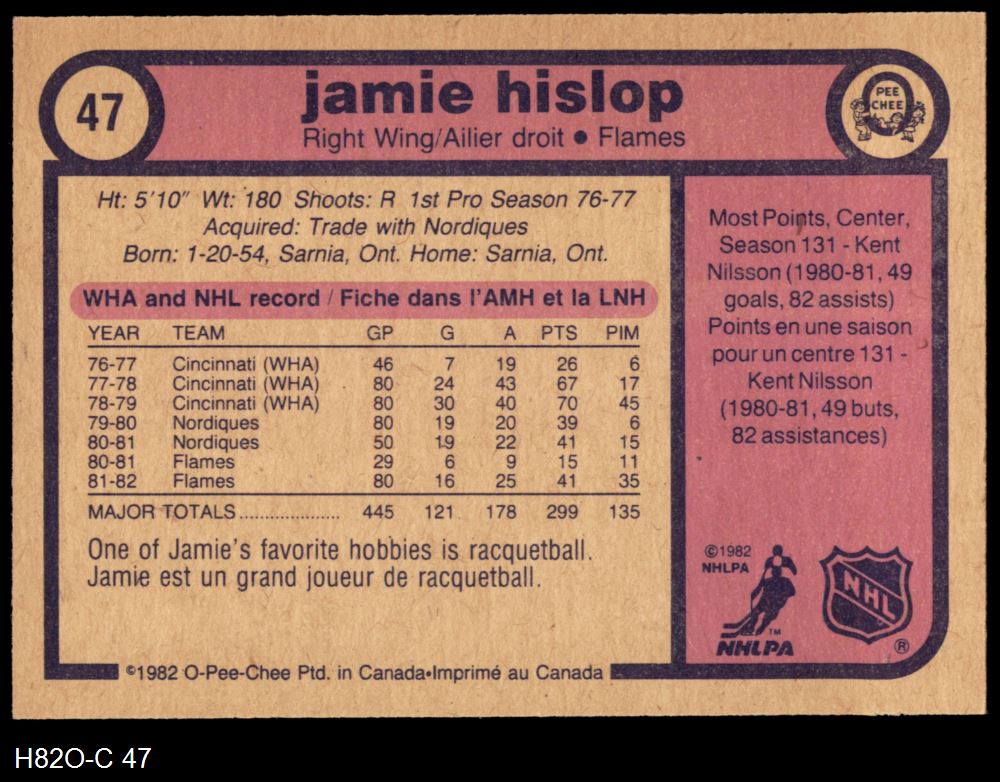 47
jamie hislop
Right Wing/Ailier droit ● Flames
PEE
CHEE
Ht: 5'10" Wt: 180 Shoots: R 1st Pro Season 76-77
Acquired: Trade with Nordiques
Born: 1-20-54, Sarnia, Ont. Home: Sarnia, Ont.
WHA and NHL record / Fiche dans l'AMH et la LNH
YEAR TEAM GP G A PTS PIM
76-77 Cincinnati (WHA) 46 7 19 26 6
77-78 Cincinnati (WHA) 80 24 43 67 17
78-79 Cincinnati (WHA) 80 30 40 70 45
79-80 Nordiques 80 19 20 39 6
80-81 Nordiques 50 19 22 41 15
80-81 Flames 29 6 9 15 11
81-82 Flames 80 16 25 41 35
MAJOR TOTALS.................... 445 121 178 299 135
One of Jamie's favorite hobbies is racquetball.
Jamie est un grand joueur de racquetball.
©1982 O-Pee-Chee Ptd. in Canada•Imprimé au Canada
Most Points, Center,
Season 131 - Kent
Nilsson (1980-81, 49
goals, 82 assists)
Points en une saison
pour un centre 131 -
Kent Nilsson
(1980-81, 49 buts,
82 assistances)
©1982
NHLPA
TM
NHLPA
NHL
®
H82O-C 47